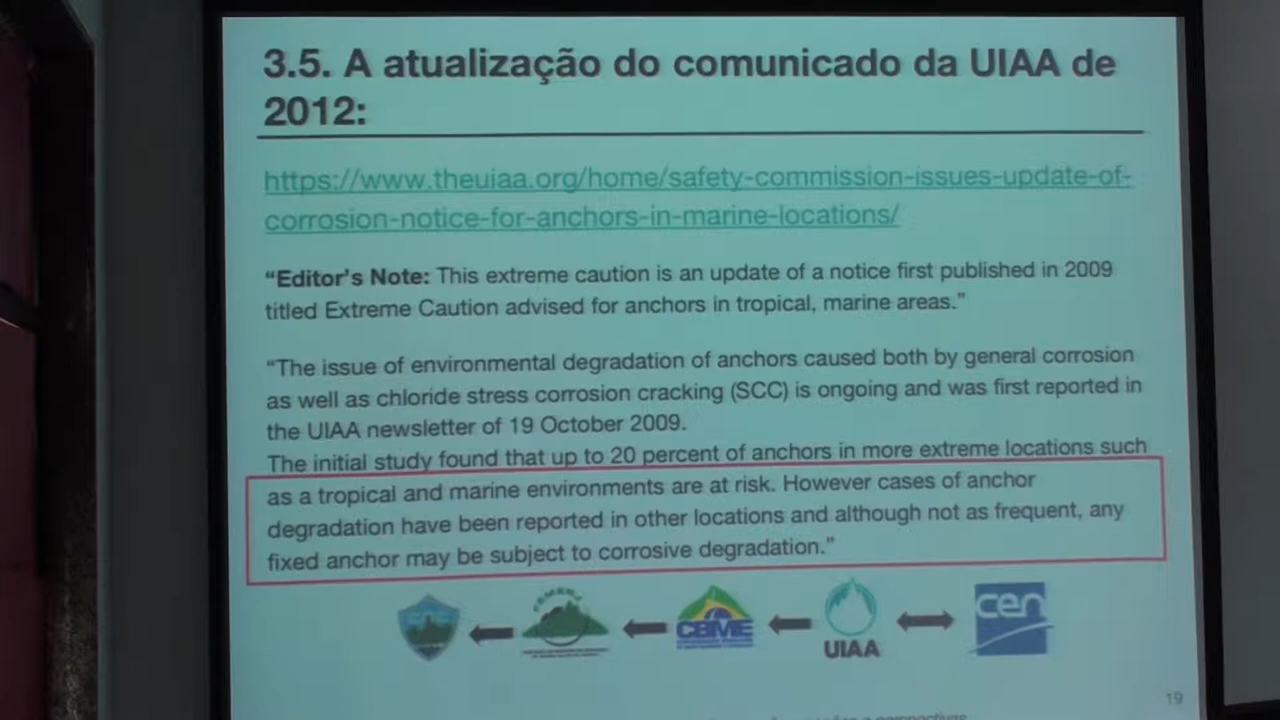 3.5. A atualização do comunicado da UIAA de
2012:
https://www.theuiaa.org/home/safety-commission-issues-update-of-
corrosion-notice-for-anchors-in-marine-locations/
“Editor's Note: This extreme caution is an update of a notice first published in 2009
titled Extreme Caution advised for anchors in tropical, marine areas.”
“The issue of environmental degradation of anchors caused both by general corrosion
as well as chloride stress corrosion cracking (SCC) is ongoing and was first reported in
the UIAA newsletter of 19 October 2009.
The initial study found that up to 20 percent of anchors in more extreme locations such
as a tropical and marine environments are at risk. However cases of anchor
degradation have been reported in other locations and although not as frequent, any
fixed anchor may be subject to corrosive degradation.”
FEMERJ
CBME
UIAA
cen
19